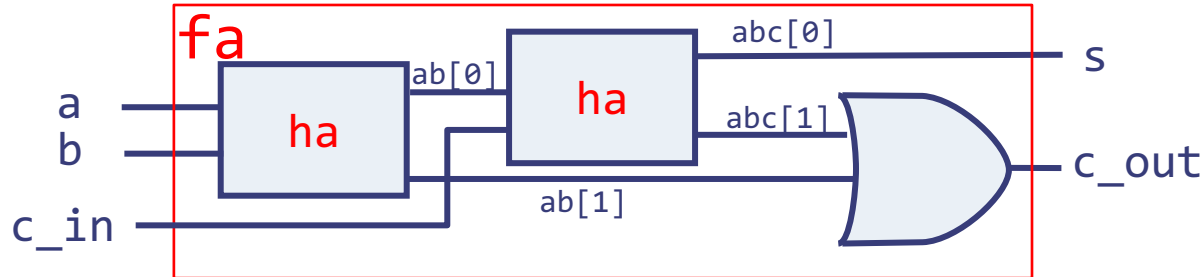 fa
abc[0]
s
ab[0]
a
ha
ha
abc[1]
b
c_out
ab[1]
c_in